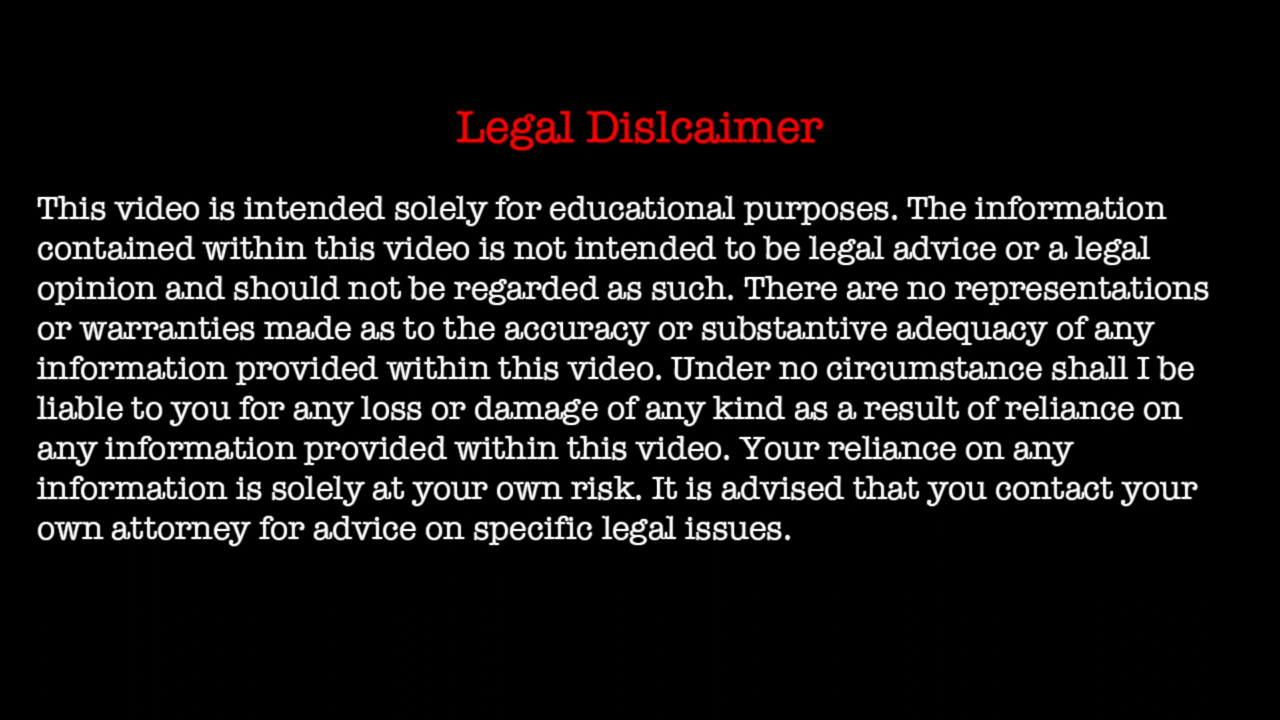 Legal Dislcaimer
This video is intended solely for educational purposes. The information
contained within this video is not intended to be legal advice or a legal
opinion and should not be regarded as such. There are no representations
or warranties made as to the accuracy or substantive adequacy of any
information provided within this video. Under no circumstance shall I be
liable to you for any loss or damage of any kind as a result of reliance on
any information provided within this video. Your reliance on any
information is solely at your own risk. It is advised that you contact your
own attorney for advice on specific legal issues.